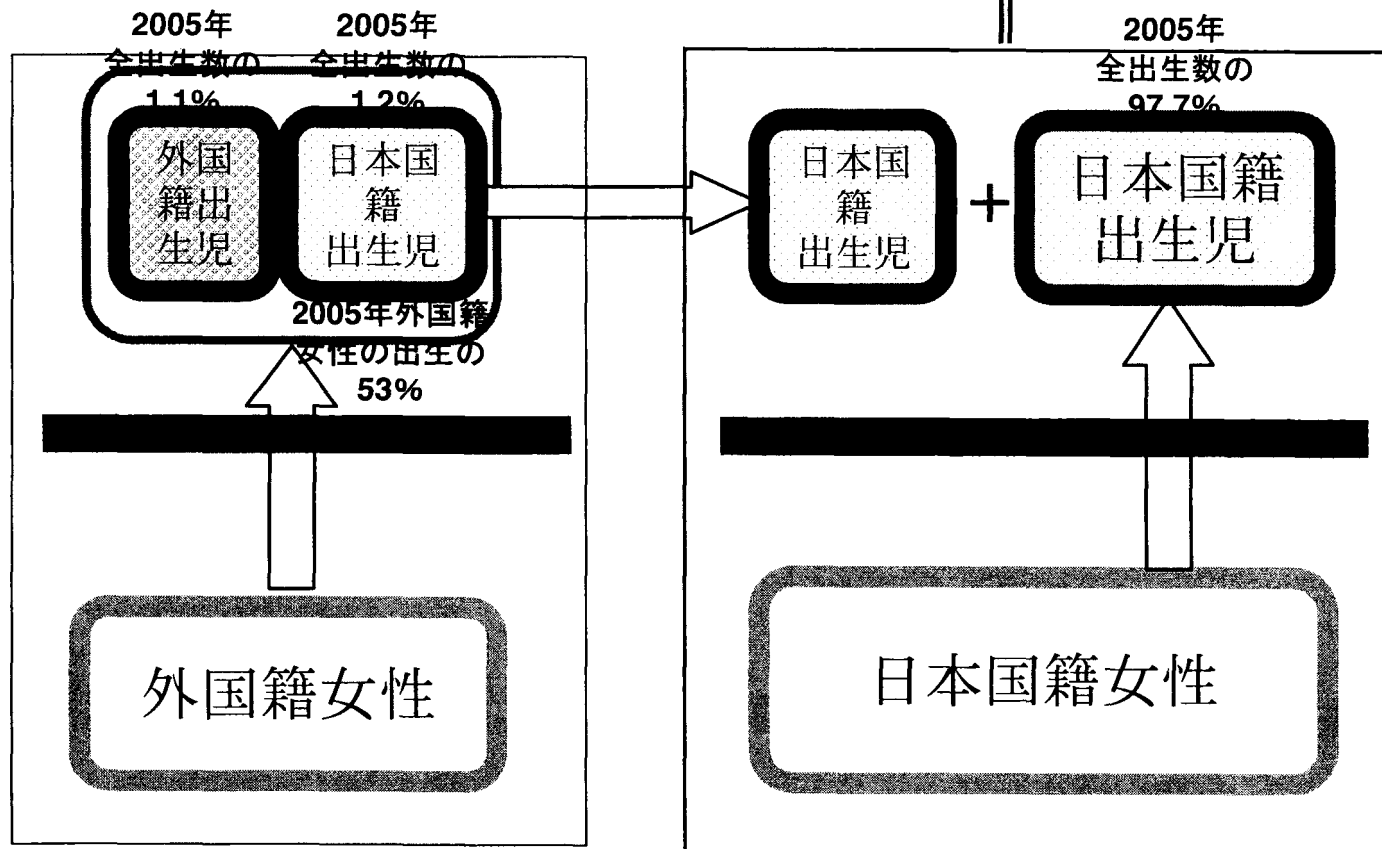 2005年
全出生数の
1.1%
2005年
全出生数の
1.2%
外国
籍出
生児
日本国
籍
出生児
2005年外国籍
女性の出生の
53%
外国籍女性
2005年
全出生数の
97.7%
日本国
籍
出生児
+
日本国籍
出生児
日本国籍女性